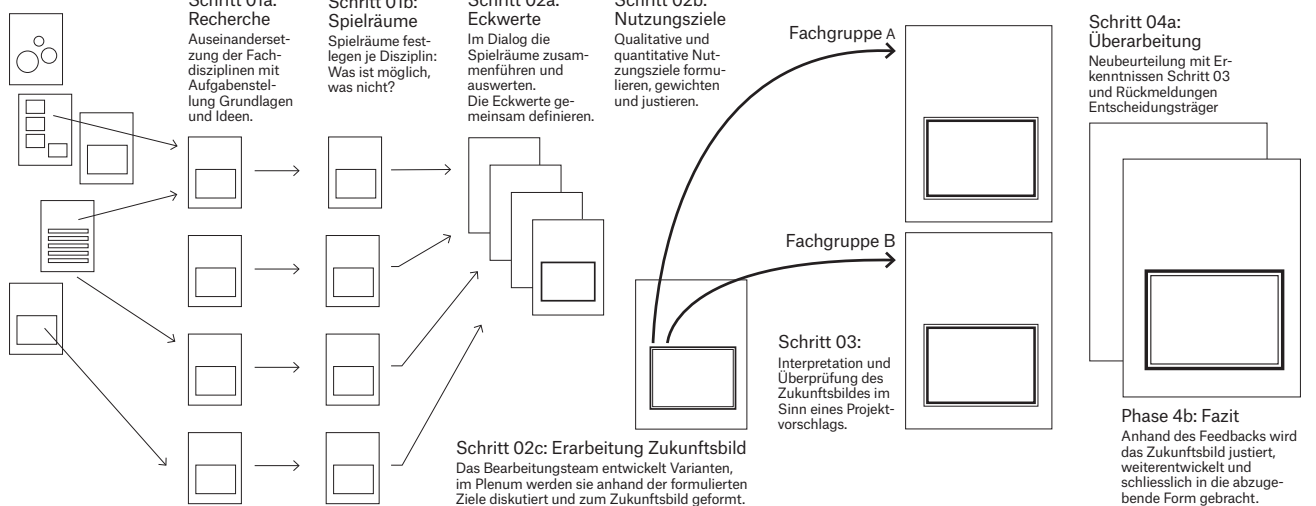 Schritt 01a:
Recherche
Auseinanderset-
zung der Fach-
disziplinen mit
Aufgabenstel-
lung Grundlagen
und Ideen.
Schritt 01b:
Spielräume
Spielräume fest-
legen je Disziplin:
Was ist möglich,
was nicht?
Schritt 02a:
Eckwerte
Im Dialog die
Spielräume zusam-
menführen und
auswerten.
Die Eckwerte ge-
meinsam definieren.
Schritt 02b:
Nutzungsziele
Qualitative und
quantitative Nut-
zungsziele formu-
lieren, gewichten
und justieren.
Fachgruppe A
Fachgruppe B
Schritt 02c: Erarbeitung Zukunftsbild
Das Bearbeitungsteam entwickelt Varianten,
im Plenum werden sie anhand der formulierten
Ziele diskutiert und zum Zukunftsbild geformt.
Schritt 03:
Interpretation und
Überprüfung des
Zukunftsbildes im
Sinn eines Projekt-
vorschlags.
Schritt 04a:
Überarbeitung
Neubeurteilung mit Er-
kenntnissen Schritt 03
und Rückmeldungen
Entscheidungsträger
Phase 4b: Fazit
Anhand des Feedbacks wird
das Zukunftsbild justiert,
weiterentwickelt und
schliesslich in die abzuge-
bende Form gebracht.